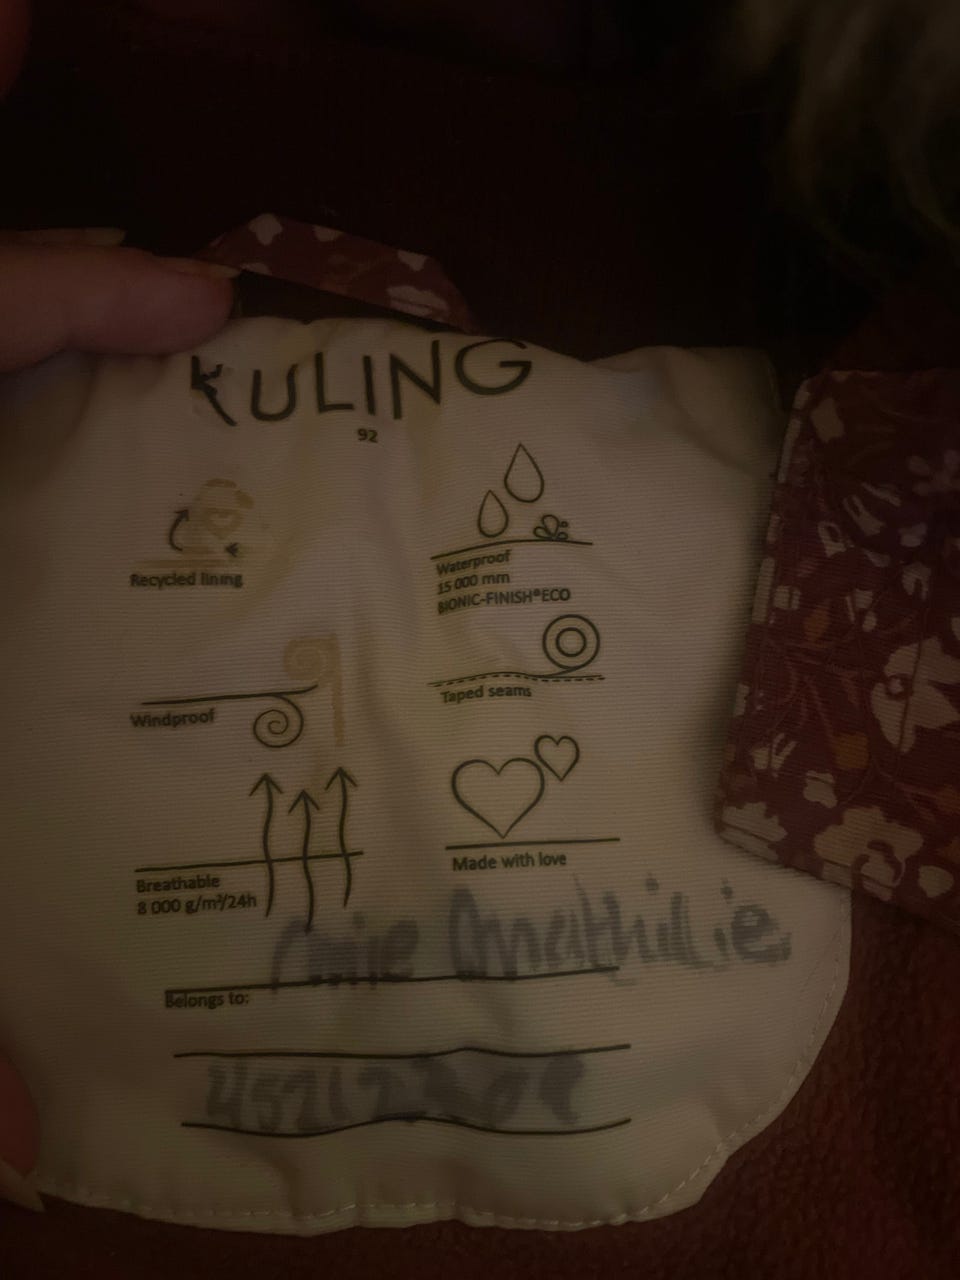 KULING
92
Recycled lining
Waterproof
15 000 mm
BIONIC-FINISH®ECO
Windproof
Taped seams
Breathable
8 000 g/m²/24h
Made with love
Belongs to: